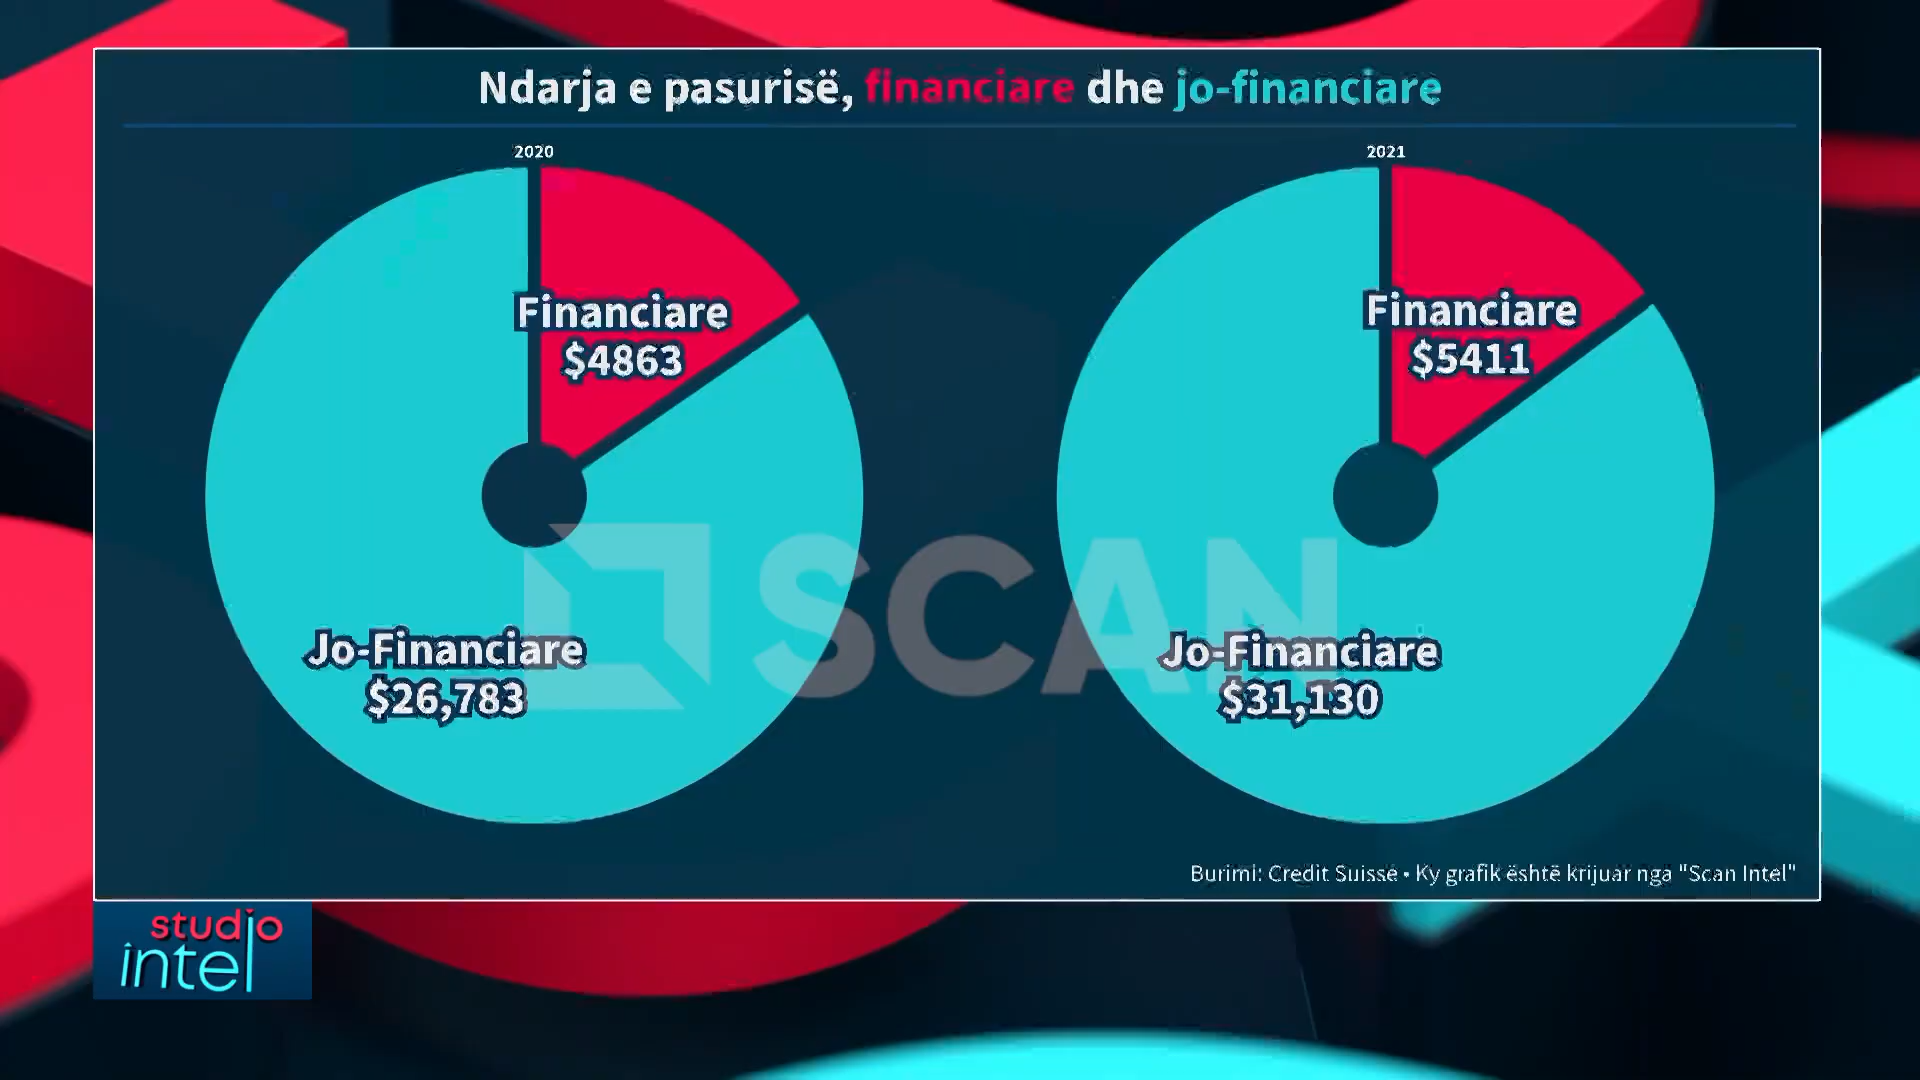 Ndarja e pasurisë, financiare dhe jo-financiare
2020
Financiare
$4863
Jo-Financiare
$26,783
2021
Financiare
$5411
Jo-Financiare
$31,130
SCAN
Burimi: Credit Suisse • Ky grafik është krijuar nga "Scan Intel"
studio
intel